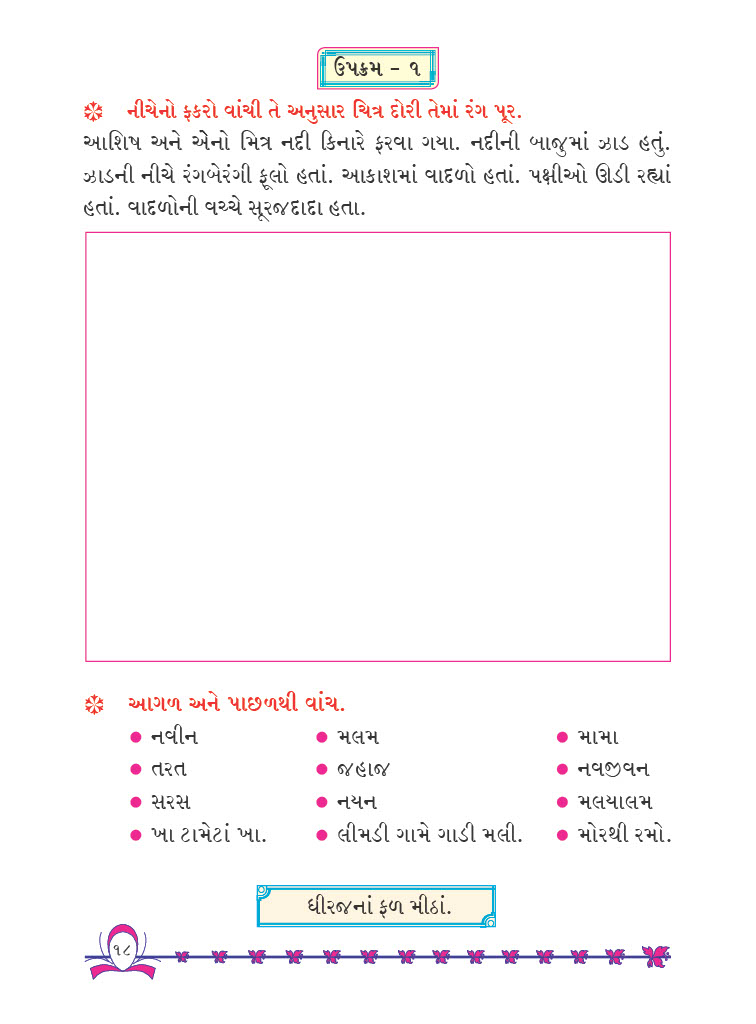 ઉપક્રમ - ૧
નીચેનો ફકરો વાંચી તે અનુસાર ચિત્ર દોરી તેમાં રંગ પૂર.
આશિષ અને એેનો મિત્ર નદી કિનારે ફરવા ગયા. નદીની બાજુમાં ઝાડ હતું.
ઝાડની નીચે રંગબેરંગી ફૂલો હતાં. આકાશમાં વાદળો હતાં. પક્ષીઓ ઊડી રહ્યાં
હતાં. વાદળોની વચ્ચે સૂરજદાદા હતા.
આગળ અને પાછળથી વાંચ.
નવીન મલમ મામા
તરત જહાજ નવજીવન
સરસ નયન મલયાલમ
ખા ટામેટાં ખા. લીમડી ગામે ગાડી મલી. મોરથી રમો.
ધીરજનાં ફળ મીઠાં.
૧૮